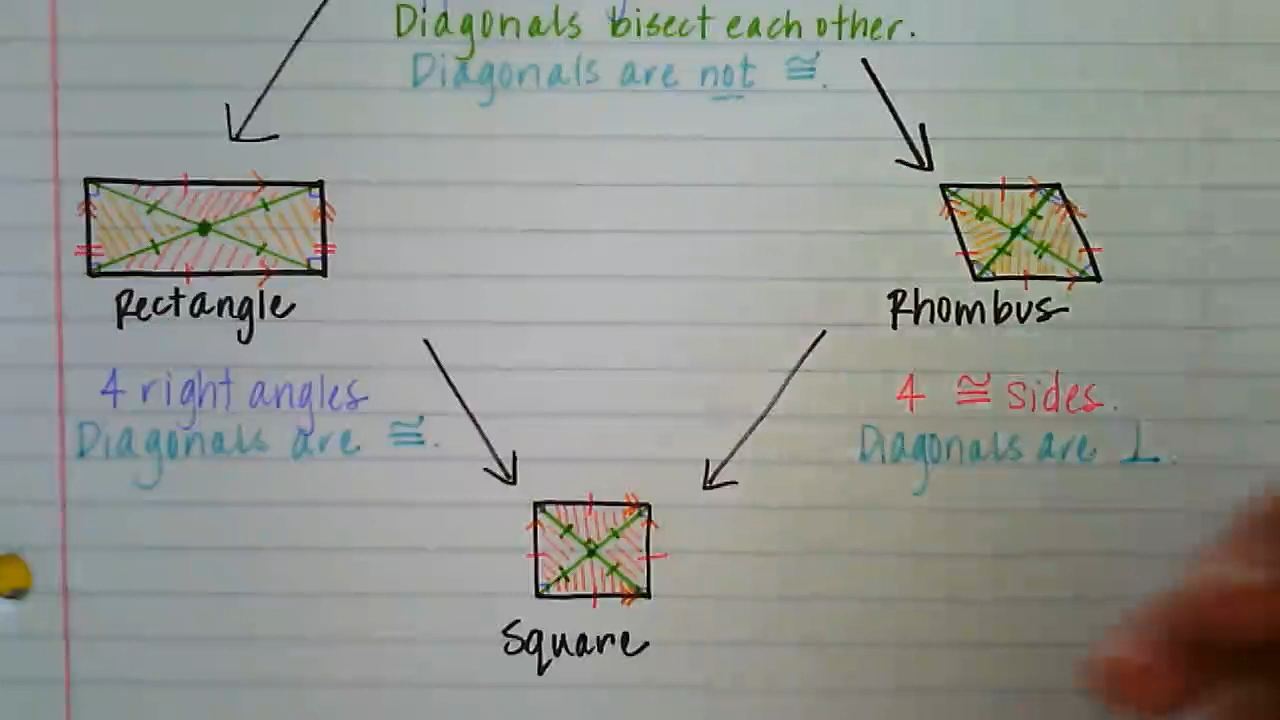 Diagonals bisect each other.
Diagonals are not ≅.
Rectangle
Rhombus
4 right angles
Diagonals are ≅.
4 ≅ sides.
Diagonals are ⊥.
Square